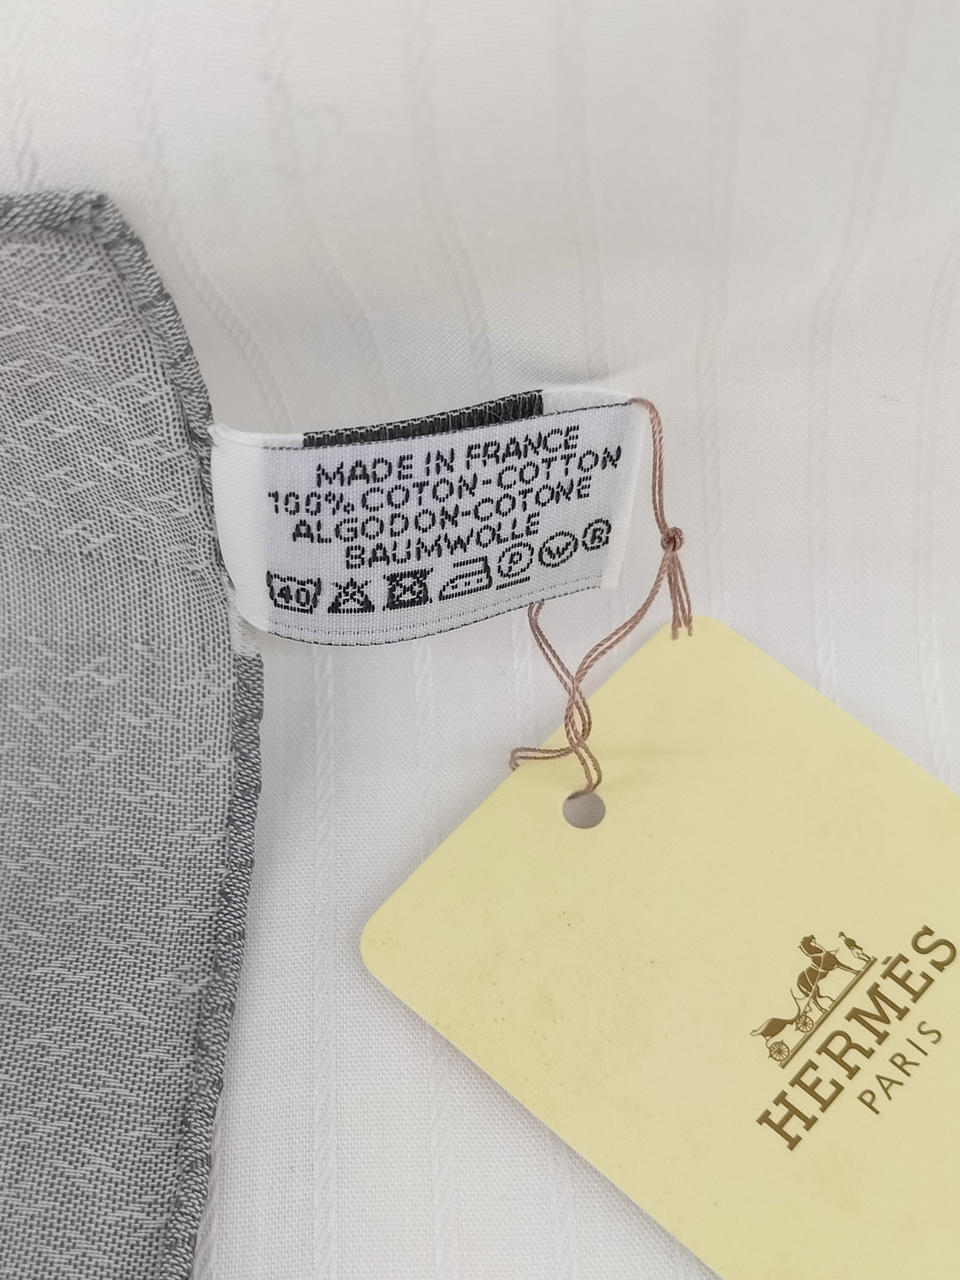 MADE IN FRANCE
100% COTON-COTTON
ALGODON-COTONE
BAUMWOLLE
40 P W R
HERMÈS
PARIS